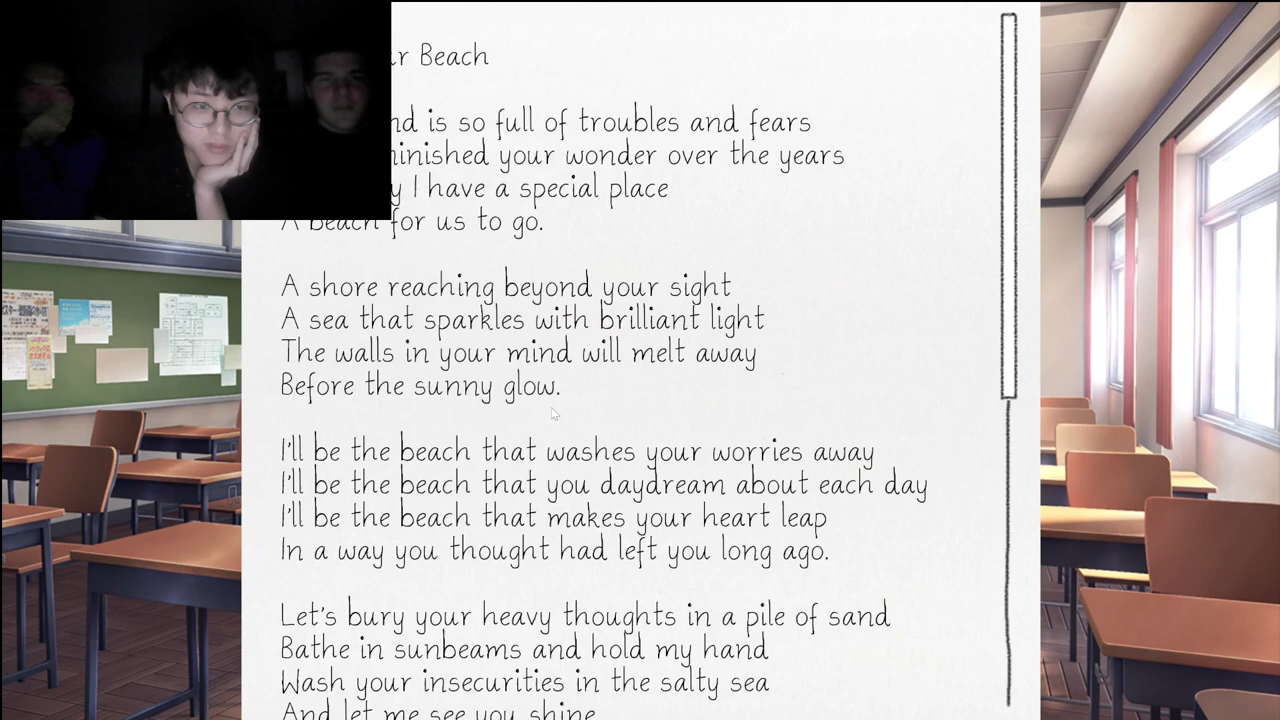 Beach
is so full of troubles and fears
your wonder over the years
I have a special place
A beach for us to go.
A shore reaching beyond your sight
A sea that sparkles with brilliant light
The walls in your mind will melt away
Before the sunny glow.
I'll be the beach that washes your worries away
I'll be the beach that you daydream about each day
I'll be the beach that makes your heart leap
In a way you thought had left you long ago.
Let's bury your heavy thoughts in a pile of sand
Bathe in sunbeams and hold my hand
Wash your insecurities in the salty sea
And let me see you shine.